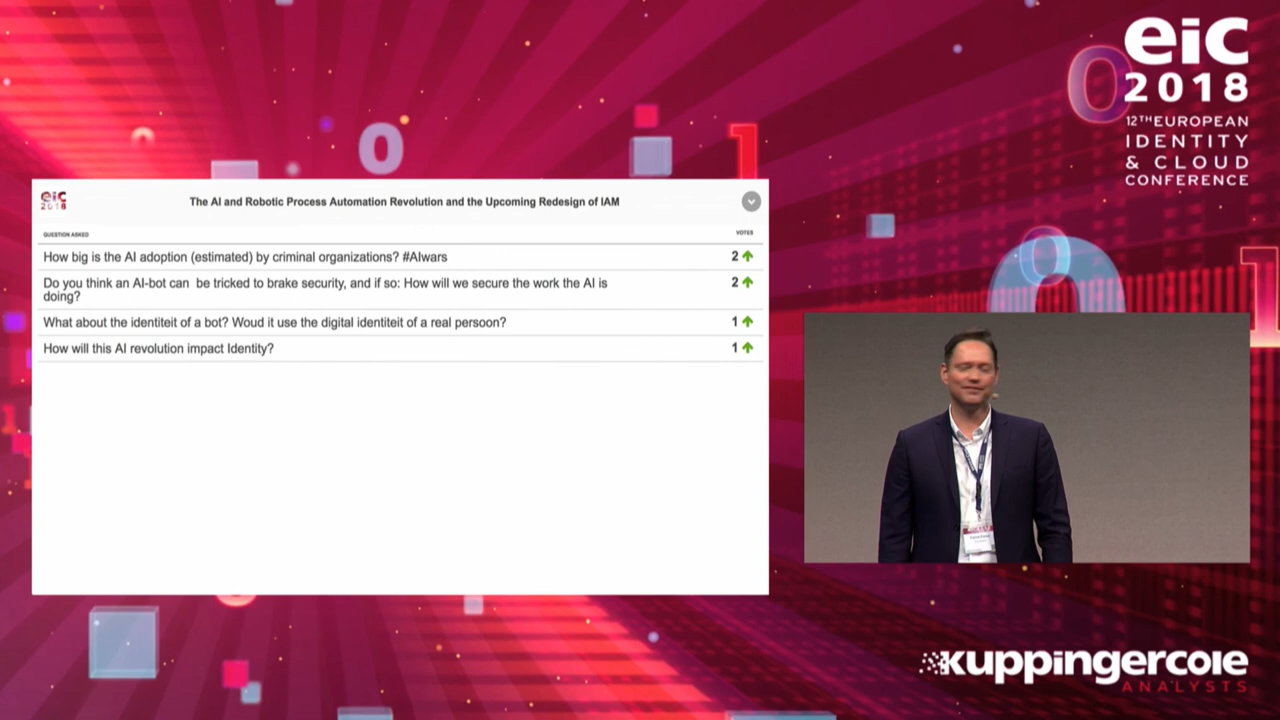 eic
2018
12TH EUROPEAN
IDENTITY
& CLOUD
CONFERENCE
0
1
0
1
eic
2018
The AI and Robotic Process Automation Revolution and the Upcoming Redesign of IAM
QUESTION ASKED
VOTES
How big is the AI adoption (estimated) by criminal organizations? #AIwars
2
Do you think an AI-bot can be tricked to brake security, and if so: How will we secure the work the AI is
doing?
2
What about the identiteit of a bot? Woud it use the digital identiteit of a real persoon?
1
How will this AI revolution impact Identity?
1
kuppingercole
ANALYSTS